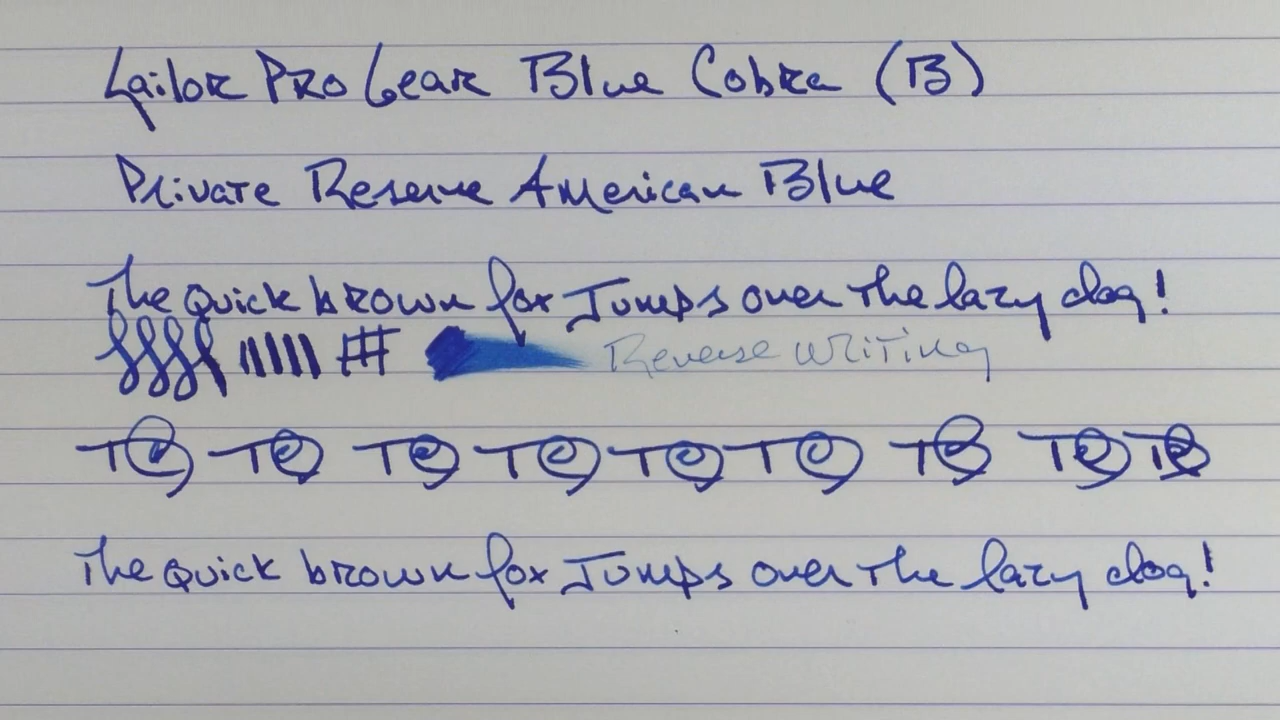 Sailor Pro Gear Blue Cobra (B)
Private Reserve American Blue
The quick brown fox Jumps over the lazy dog!
Reverse writing
The quick brown fox Jumps over the lazy dog!